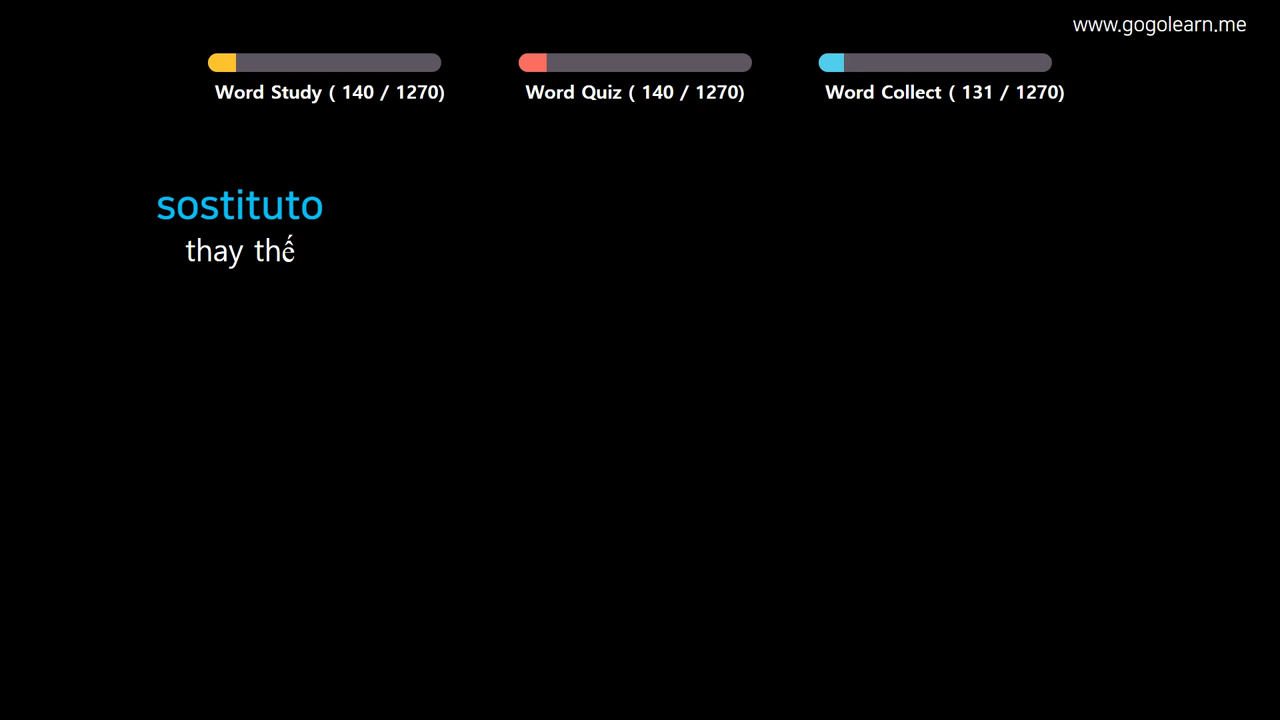 www.gogolearn.me
Word Study ( 140 / 1270)
Word Quiz ( 140 / 1270)
Word Collect ( 131 / 1270)
sostituto
thay thế